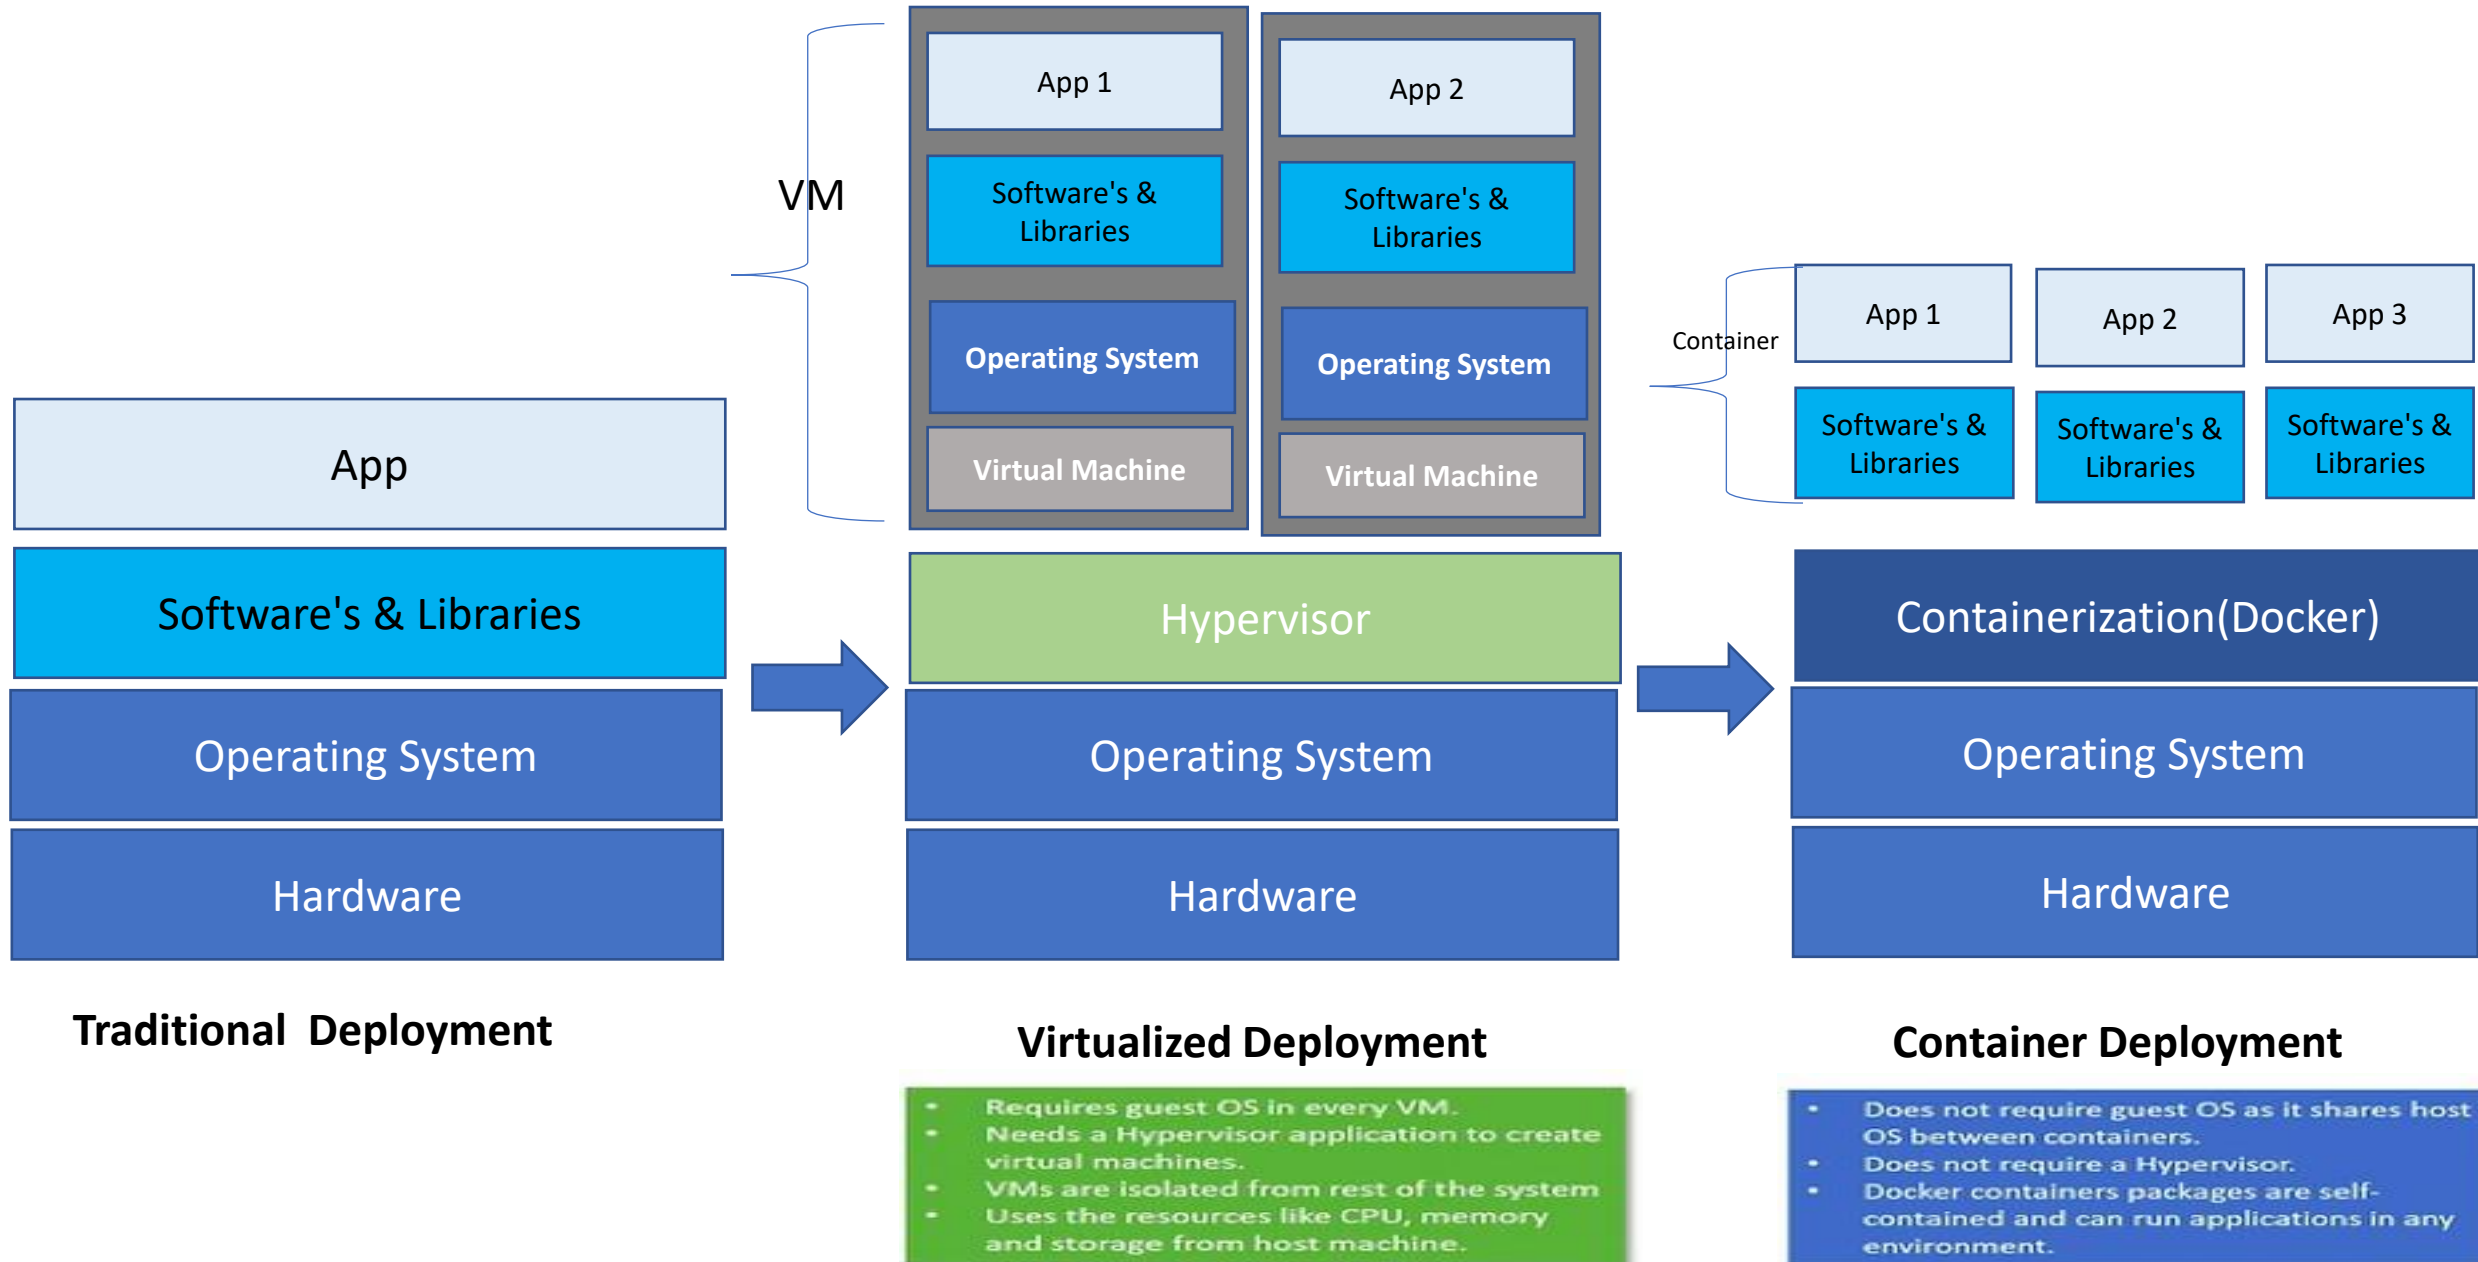 App
Software's & Libraries
Operating System
Hardware
Traditional Deployment
VM
App 1
Software's &
Libraries
Operating System
Virtual Machine
App 2
Software's &
Libraries
Operating System
Virtual Machine
Hypervisor
Operating System
Hardware
Virtualized Deployment
• Requires guest OS in every VM.
• Needs a Hypervisor application to create
virtual machines.
• VMs are isolated from rest of the system
• Uses the resources like CPU, memory
and storage from host machine.
Container
App 1
Software's &
Libraries
App 2
Software's &
Libraries
App 3
Software's &
Libraries
Containerization(Docker)
Operating System
Hardware
Container Deployment
• Does not require guest OS as it shares host
OS between containers.
• Does not require a Hypervisor.
• Docker containers packages are self-
contained and can run applications in any
environment.